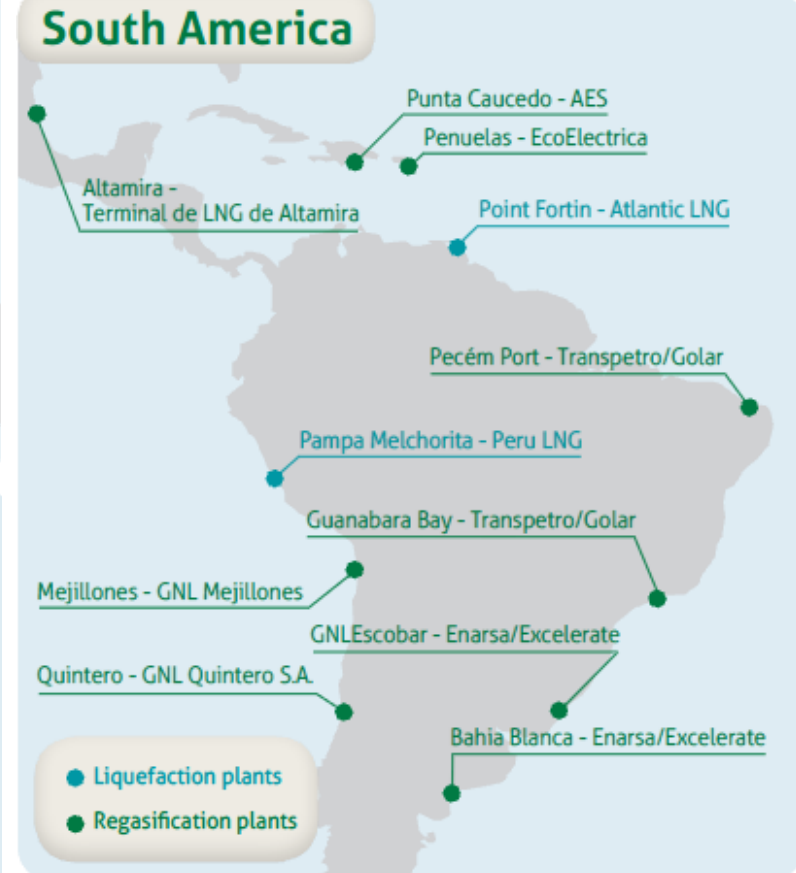 South America
Punta Caucedo - AES
Penuelas - EcoElectrica
Altamira -
Terminal de LNG de Altamira
Point Fortin - Atlantic LNG
Pecém Port - Transpetro/Golar
Pampa Melchorita - Peru LNG
Guanabara Bay - Transpetro/Golar
Mejillones - GNL Mejillones
GNLEscobar - Enarsa/Excelerate
Quintero - GNL Quintero S.A.
Bahia Blanca - Enarsa/Excelerate
Liquefaction plants
Regasification plants